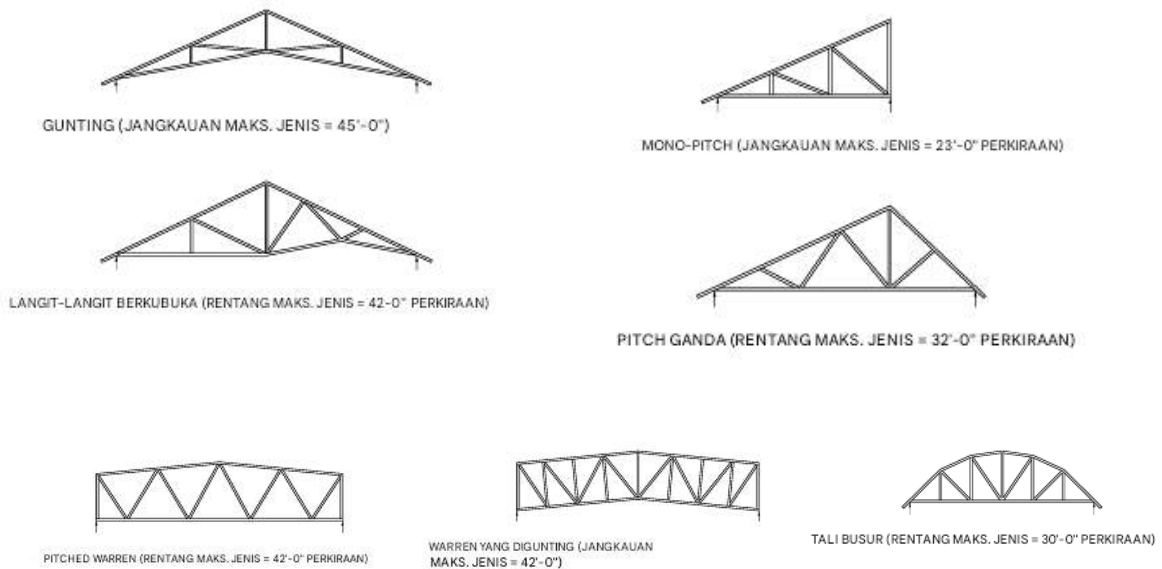 GUNTING (JANGKAUAN MAKS. JENIS = 45'-0")
MONO-PITCH (JANGKAUAN MAKS. JENIS = 23'-0" PERKIRAAN)
LANGIT-LANGIT BERKUBUKA (RENTANG MAKS. JENIS = 42-0" PERKIRAAN)
PITCH GANDA (RENTANG MAKS. JENIS = 32'-0" PERKIRAAN)
PITCHED WARREN (RENTANG MAKS. JENIS = 42'-0" PERKIRAAN)
WARREN YANG DIGUNTING (JANGKAUAN
MAKS. JENIS = 42'-0")
TALI BUSUR (RENTANG MAKS. JENIS = 30'-0" PERKIRAAN)